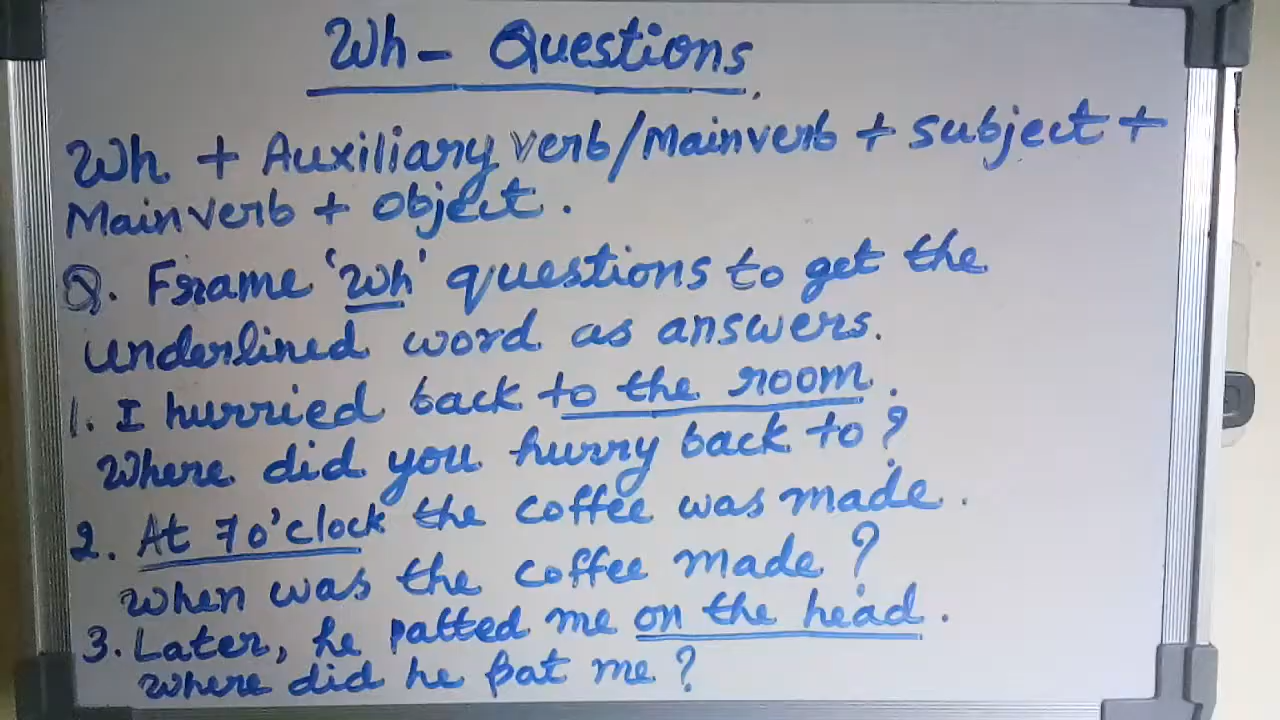 Wh - Questions.
Wh + Auxiliary verb/Mainverb + subject +
Mainverb + object.
Q. Frame 'Wh' questions to get the
underlined word as answers.
1. I hurried back to the room.
Where did you hurry back to?
2. At 7 o'clock the coffee was made.
When was the coffee made?
3. Later, he patted me on the head.
Where did he pat me?